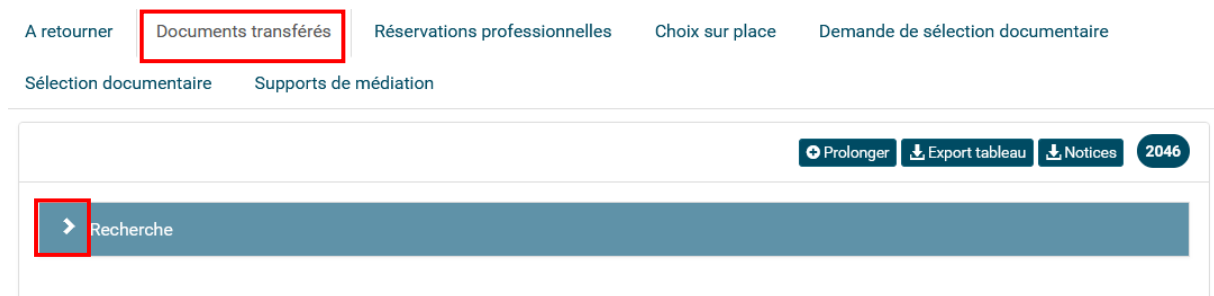 A retourner Documents transférés Réservations professionnelles Choix sur place Demande de sélection documentaire
Sélection documentaire Supports de médiation
Prolonger Export tableau Notices 2046
Recherche